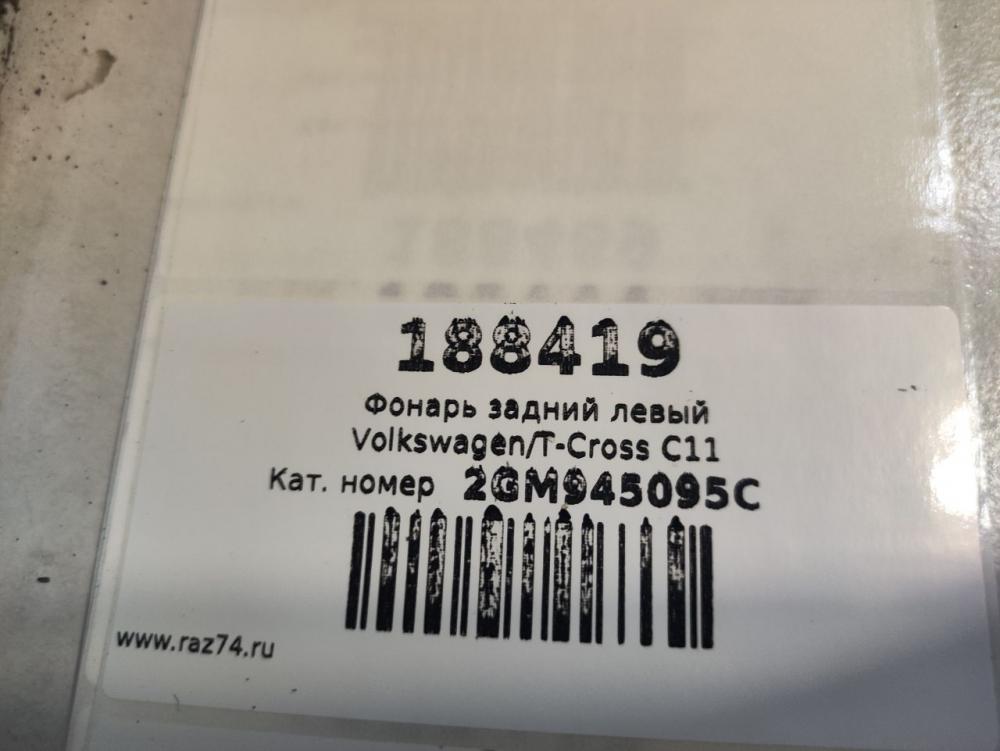 188419
Фонарь задний левый
Volkswagen/T-Cross C11
Кат. номер 2GM945095C
www.raz74.ru